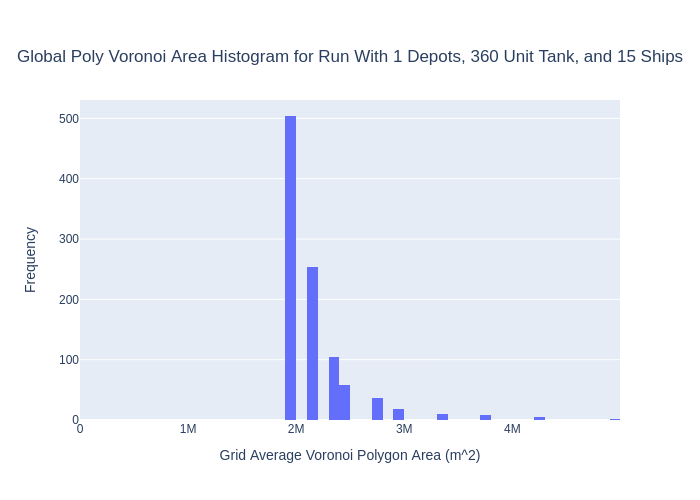 Global Poly Voronoi Area Histogram for Run With 1 Depots, 360 Unit Tank, and 15 Ships
500
400
300
200
100
0
0 1M 2M 3M 4M
Frequency
Grid Average Voronoi Polygon Area (m^2)